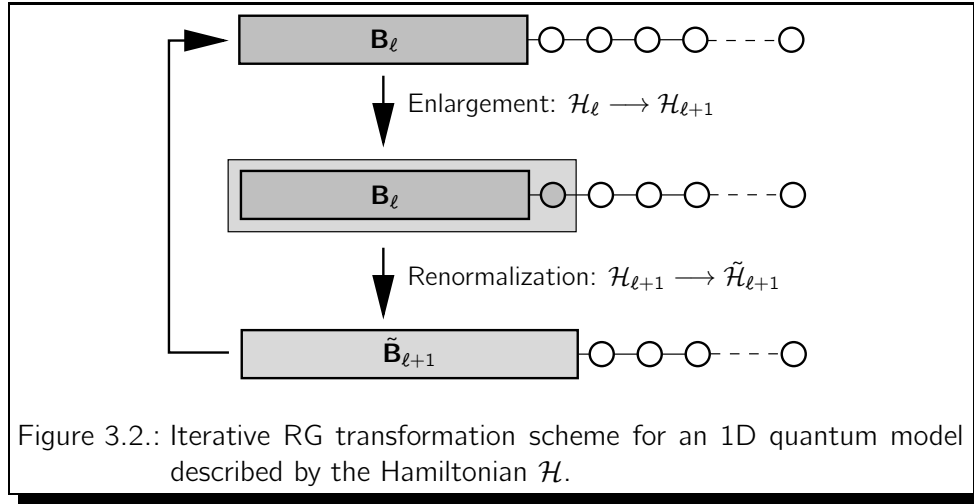 B_ℓ
Enlargement: ℋ_ℓ ⟶ ℋ_{ℓ+1}
B_ℓ
Renormalization: ℋ_{ℓ+1} ⟶ ℋ̃_{ℓ+1}
B̃_{ℓ+1}
Figure 3.2.: Iterative RG transformation scheme for an 1D quantum model
described by the Hamiltonian ℋ.